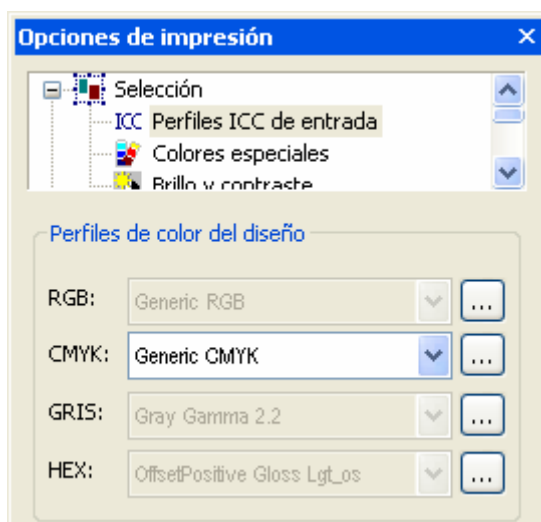 Opciones de impresión
Selección
ICC Perfiles ICC de entrada
Colores especiales
Brillo y contraste
Perfiles de color del diseño
RGB: Generic RGB ...
CMYK: Generic CMYK ...
GRIS: Gray Gamma 2.2 ...
HEX: OffsetPositive Gloss Lgt_os ...